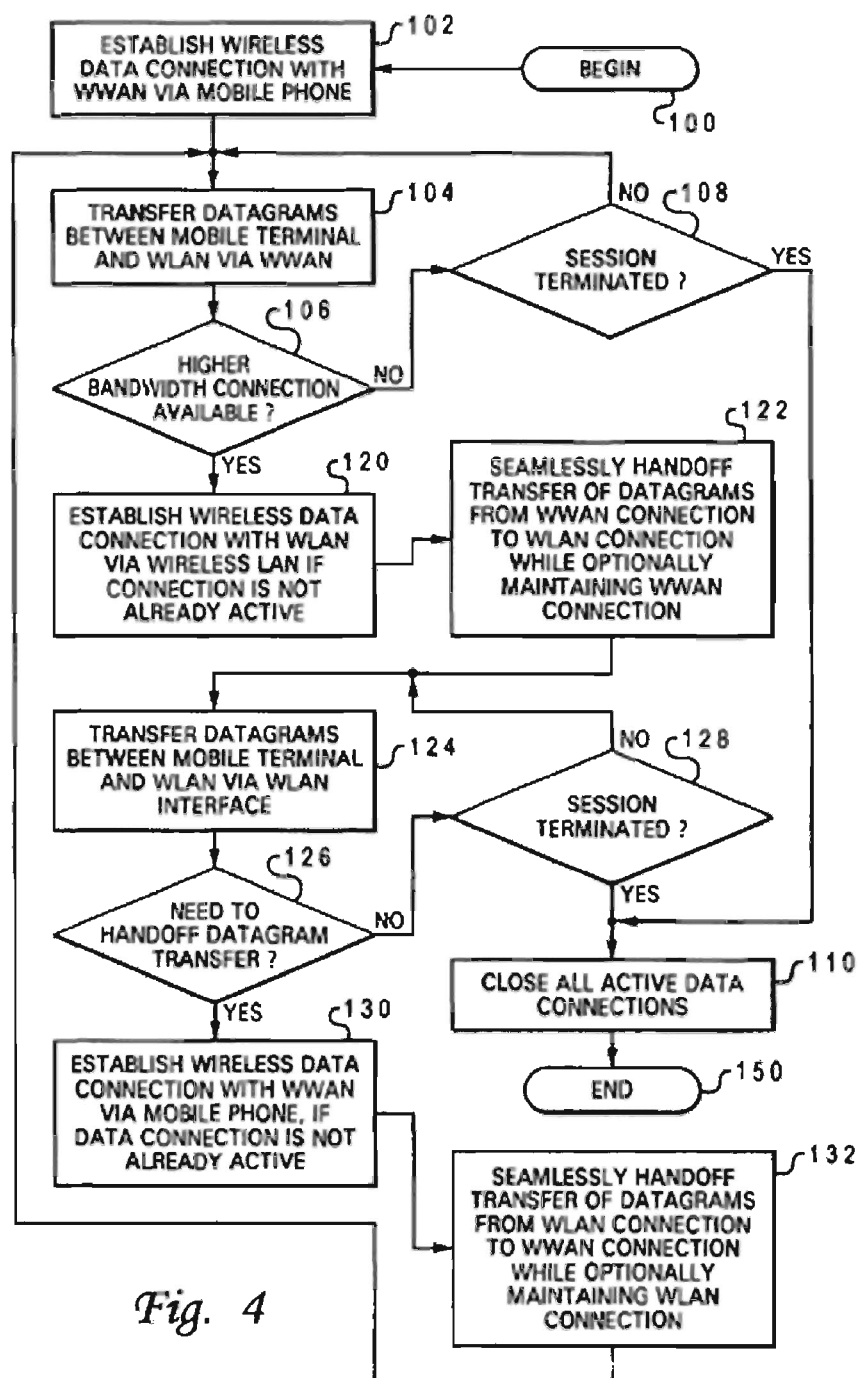 102
ESTABLISH WIRELESS
DATA CONNECTION WITH
WWAN VIA MOBILE PHONE
BEGIN
100
104
TRANSFER DATAGRAMS
BETWEEN MOBILE TERMINAL
AND WLAN VIA WWAN
NO
108
SESSION
TERMINATED ?
YES
106
HIGHER
BANDWIDTH CONNECTION
AVAILABLE ?
NO
YES
120
ESTABLISH WIRELESS DATA
CONNECTION WITH WLAN
VIA WIRELESS LAN IF
CONNECTION IS NOT
ALREADY ACTIVE
122
SEAMLESSLY HANDOFF
TRANSFER OF DATAGRAMS
FROM WWAN CONNECTION
TO WLAN CONNECTION
WHILE OPTIONALLY
MAINTAINING WWAN
CONNECTION
TRANSFER DATAGRAMS
BETWEEN MOBILE TERMINAL
AND WLAN VIA WLAN
INTERFACE
124
NO
128
SESSION
TERMINATED ?
YES
126
NEED TO
HANDOFF DATAGRAM
TRANSFER ?
NO
YES
110
CLOSE ALL ACTIVE DATA
CONNECTIONS
END
150
130
ESTABLISH WIRELESS DATA
CONNECTION WITH WWAN
VIA MOBILE PHONE, IF
DATA CONNECTION IS NOT
ALREADY ACTIVE
132
SEAMLESSLY HANDOFF
TRANSFER OF DATAGRAMS
FROM WLAN CONNECTION
TO WWAN CONNECTION
WHILE OPTIONALLY
MAINTAINING WLAN
CONNECTION
Fig. 4